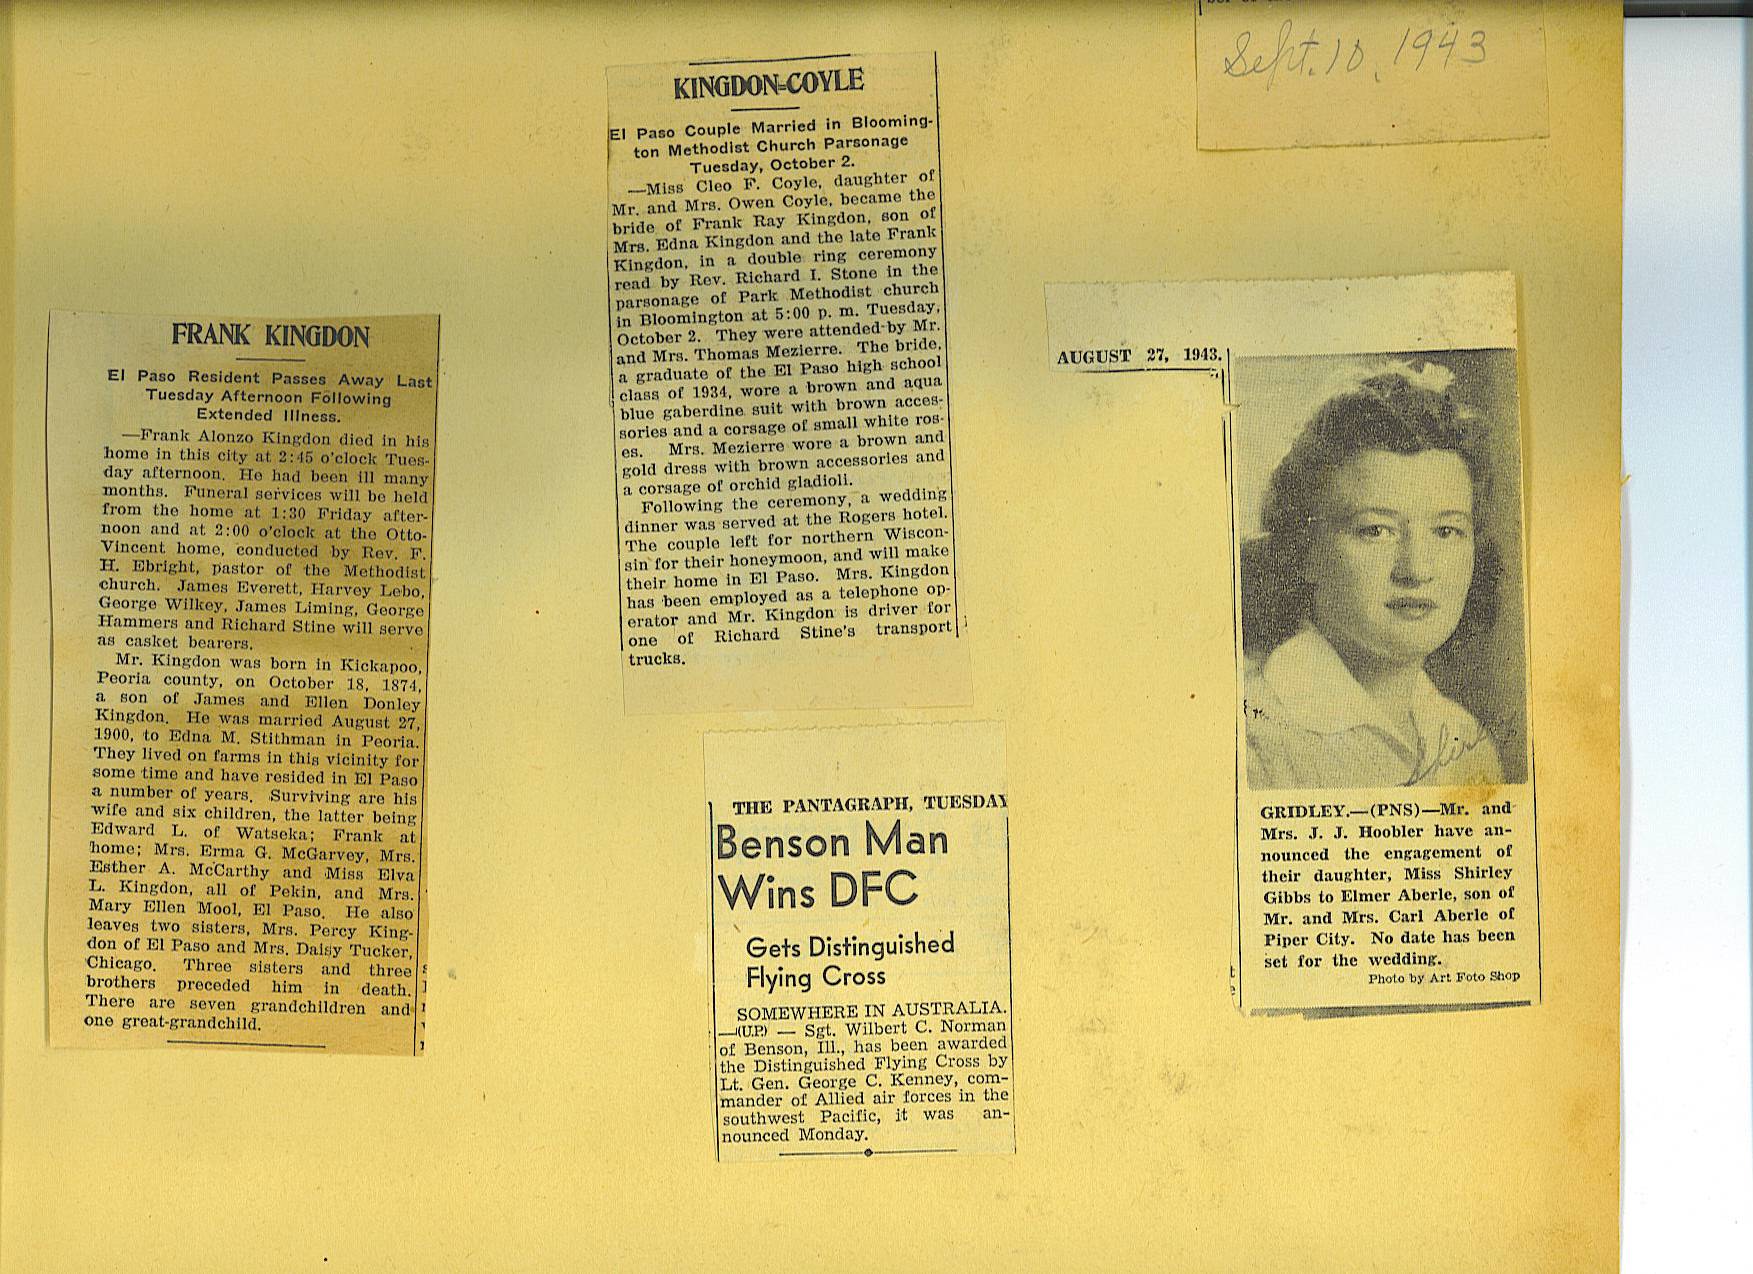 FRANK KINGDON
El Paso Resident Passes Away Last
Tuesday Afternoon Following
Extended Illness.
—Frank Alonzo Kingdon died in his
home in this city at 2:45 o'clock Tues-
day afternoon. He had been ill many
months. Funeral services will be held
from the home at 1:30 Friday after-
noon and at 2:00 o'clock at the Otto-
Vincent home, conducted by Rev. F.
H. Ebright, pastor of the Methodist
church. James Everett, Harvey Lebo,
George Wilkey, James Liming, George
Hammers and Richard Stine will serve
as casket bearers.
Mr. Kingdon was born in Kickapoo,
Peoria county, on October 18, 1874,
a son of James and Ellen Donley
Kingdon. He was married August 27,
1900, to Edna M. Stithman in Peoria.
They lived on farms in this vicinity for
some time and have resided in El Paso
a number of years. Surviving are his
wife and six children, the latter being
Edward L. of Watseka; Frank at
home; Mrs. Erma G. McGarvey, Mrs.
Esther A. McCarthy and Miss Elva
L. Kingdon, all of Pekin, and Mrs.
Mary Ellen Mool, El Paso. He also
leaves two sisters, Mrs. Percy King-
don of El Paso and Mrs. Daisy Tucker,
Chicago. Three sisters and three
brothers preceded him in death.
There are seven grandchildren and
one great-grandchild.
KINGDON-COYLE
El Paso Couple Married in Blooming-
ton Methodist Church Parsonage
Tuesday, October 2.
—Miss Cleo F. Coyle, daughter of
Mr. and Mrs. Owen Coyle, became the
bride of Frank Ray Kingdon, son of
Mrs. Edna Kingdon and the late Frank
Kingdon, in a double ring ceremony
read by Rev. Richard I. Stone in the
parsonage of Park Methodist church
in Bloomington at 5:00 p. m. Tuesday,
October 2. They were attended by Mr.
and Mrs. Thomas Mezierre. The bride,
a graduate of the El Paso high school
class of 1934, wore a brown and aqua
blue gaberdine suit with brown acces-
sories and a corsage of small white ros-
es. Mrs. Mezierre wore a brown and
gold dress with brown accessories and
a corsage of orchid gladioli.
Following the ceremony, a wedding
dinner was served at the Rogers hotel.
The couple left for northern Wiscon-
sin for their honeymoon, and will make
their home in El Paso. Mrs. Kingdon
has been employed as a telephone op-
erator and Mr. Kingdon is driver for
one of Richard Stine's transport
trucks.
THE PANTAGRAPH, TUESDAY
Benson Man
Wins DFC
Gets Distinguished
Flying Cross
SOMEWHERE IN AUSTRALIA.
—(U.P.) — Sgt. Wilbert C. Norman
of Benson, Ill., has been awarded
the Distinguished Flying Cross by
Lt. Gen. George C. Kenney, com-
mander of Allied air forces in the
southwest Pacific, it was an-
nounced Monday.
Sept. 10, 1943
AUGUST 27, 1943.
GRIDLEY.—(PNS)—Mr. and
Mrs. J. J. Hoobler have an-
nounced the engagement of
their daughter, Miss Shirley
Gibbs to Elmer Aberle, son of
Mr. and Mrs. Carl Aberle of
Piper City. No date has been
set for the wedding.
Photo by Art Foto Shop